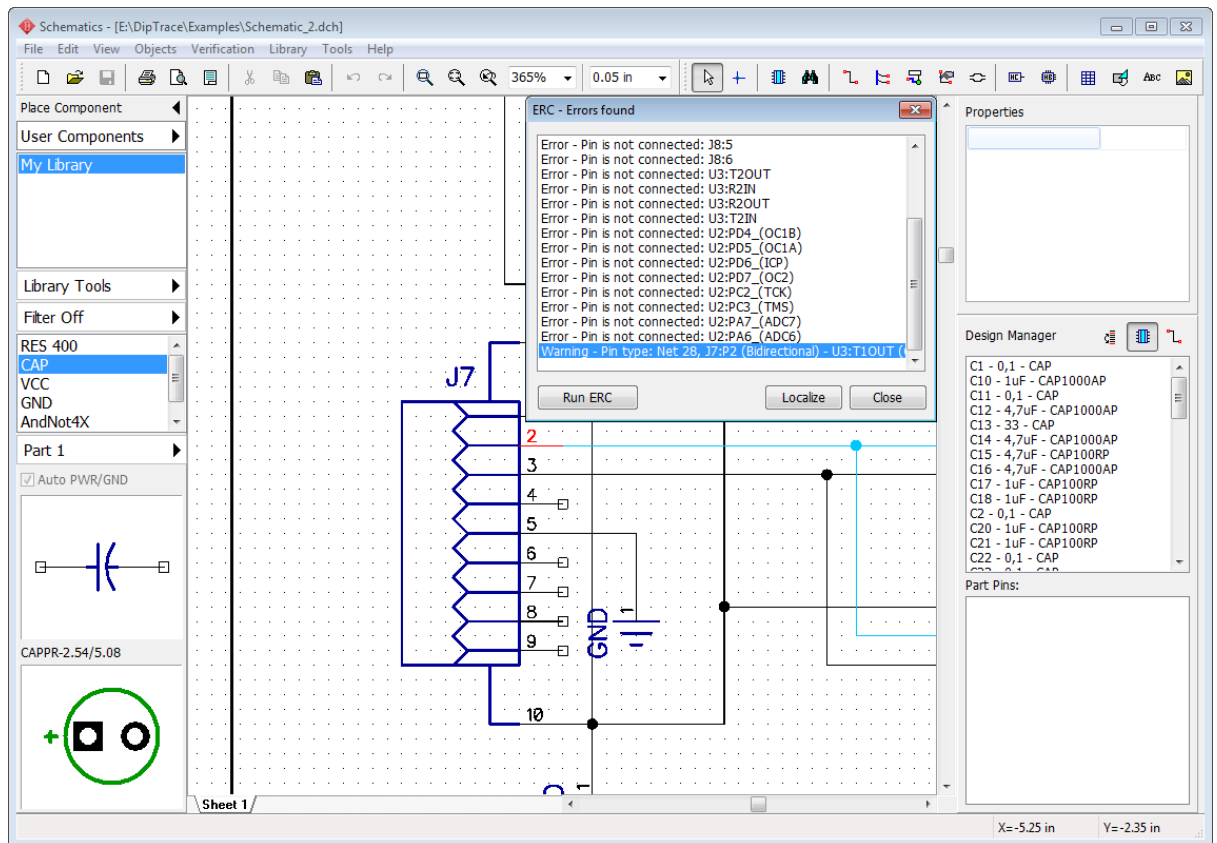 Schematics - [E:\DipTrace\Examples\Schematic_2.dch]
File Edit View Objects Verification Library Tools Help
365%
0.05 in
ABC
Place Component
User Components
My Library
Library Tools
Filter Off
RES 400
CAP
VCC
GND
AndNot4X
Part 1
Auto PWR/GND
CAPPR-2.54/5.08
+
ERC - Errors found
Error - Pin is not connected: J8:5
Error - Pin is not connected: J8:6
Error - Pin is not connected: U3:T2OUT
Error - Pin is not connected: U3:R2IN
Error - Pin is not connected: U3:R2OUT
Error - Pin is not connected: U3:T2IN
Error - Pin is not connected: U2:PD4_(OC1B)
Error - Pin is not connected: U2:PD5_(OC1A)
Error - Pin is not connected: U2:PD6_(ICP)
Error - Pin is not connected: U2:PD7_(OC2)
Error - Pin is not connected: U2:PC2_(TCK)
Error - Pin is not connected: U2:PC3_(TMS)
Error - Pin is not connected: U2:PA7_(ADC7)
Error - Pin is not connected: U2:PA6_(ADC6)
Warning - Pin type: Net 28, J7:P2 (Bidirectional) - U3:T1OUT (
Run ERC
Localize
Close
J7
2
3
4
5
6
7
8
9
10
GND
1
1
Sheet 1
Properties
Design Manager
C1 - 0,1 - CAP
C10 - 1uF - CAP1000AP
C11 - 0,1 - CAP
C12 - 4,7uF - CAP1000AP
C13 - 33 - CAP
C14 - 4,7uF - CAP1000AP
C15 - 4,7uF - CAP100RP
C16 - 4,7uF - CAP1000AP
C17 - 1uF - CAP100RP
C18 - 1uF - CAP100RP
C2 - 0,1 - CAP
C20 - 1uF - CAP100RP
C21 - 1uF - CAP100RP
C22 - 0,1 - CAP
Part Pins:
X=-5.25 in
Y=-2.35 in